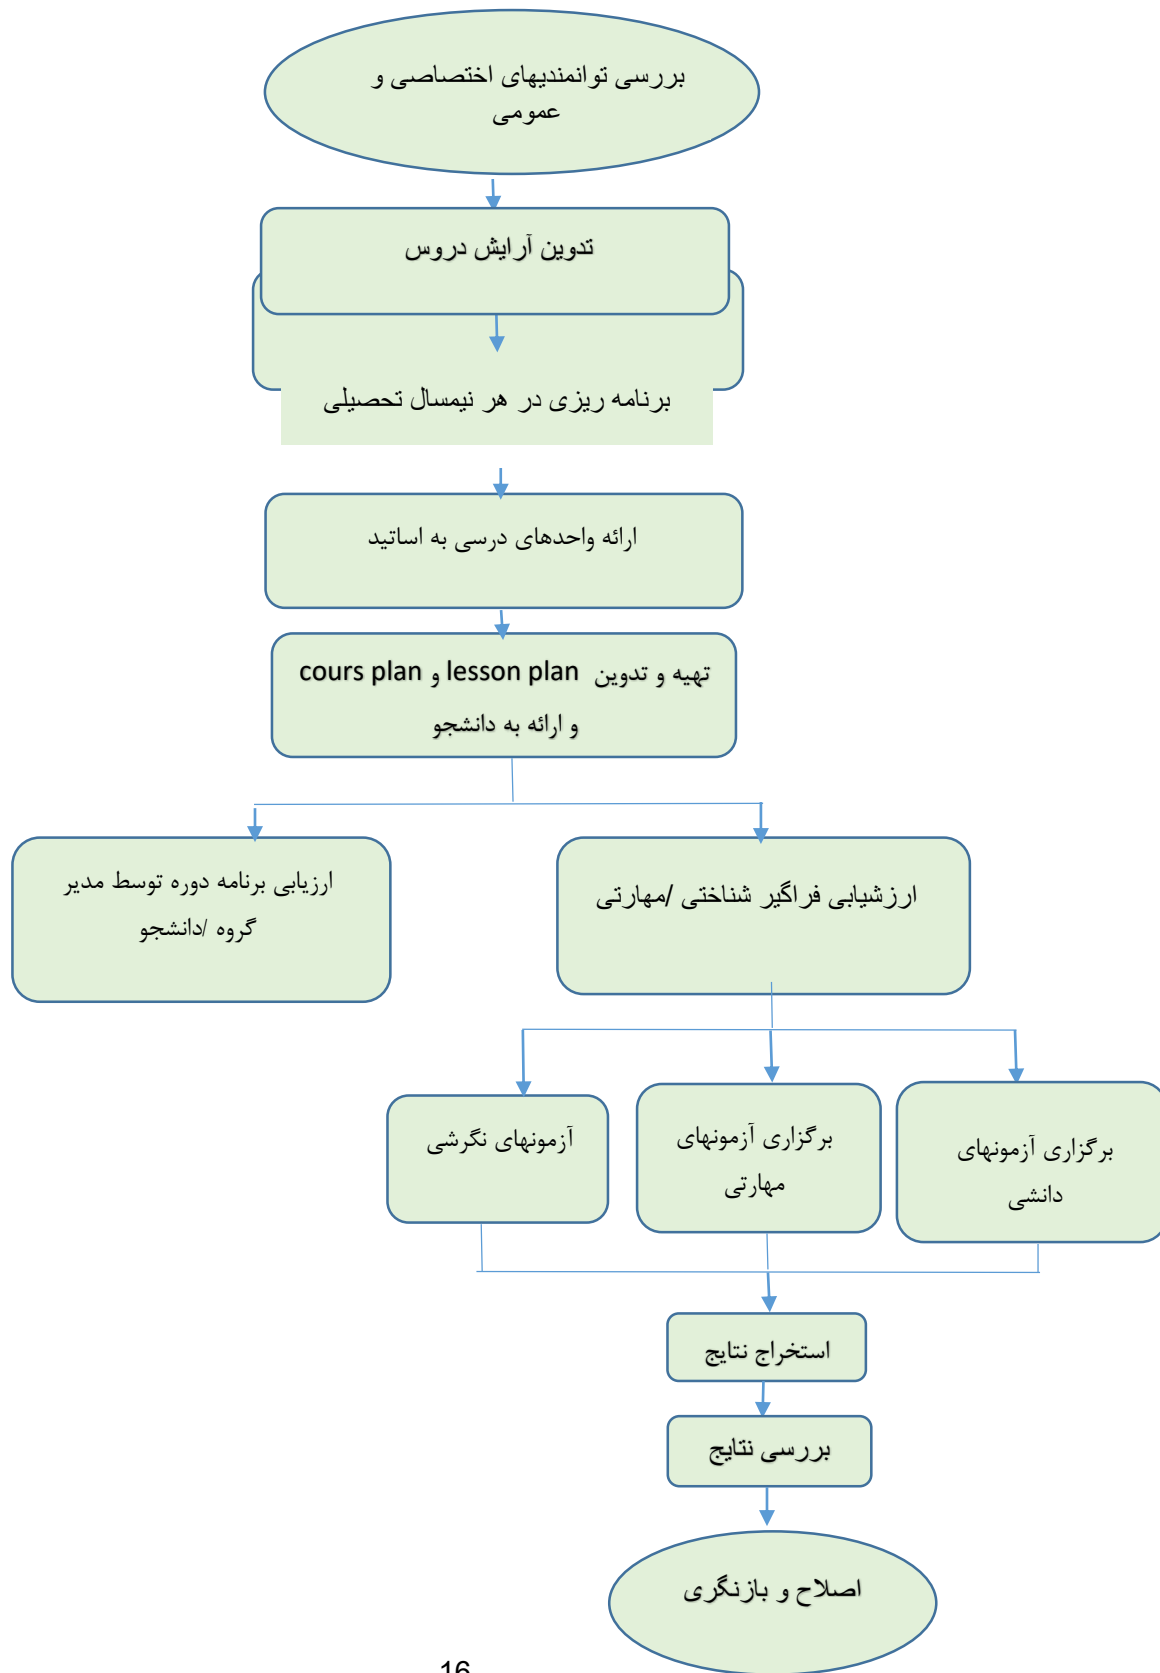 بررسی توانمندیهای اختصاصی و
عمومی
تدوین آرایش دروس
برنامه ریزی در هر نیمسال تحصیلی
ارائه واحدهای درسی به اساتید
تهیه و تدوین lesson plan و cours plan
و ارائه به دانشجو
ارزشیابی فراگیر شناختی /مهارتی
ارزیابی برنامه دوره توسط مدیر
گروه /دانشجو
برگزاری آزمونهای
دانشی
برگزاری آزمونهای
مهارتی
آزمونهای نگرشی
استخراج نتایج
بررسی نتایج
اصلاح و بازنگری
16